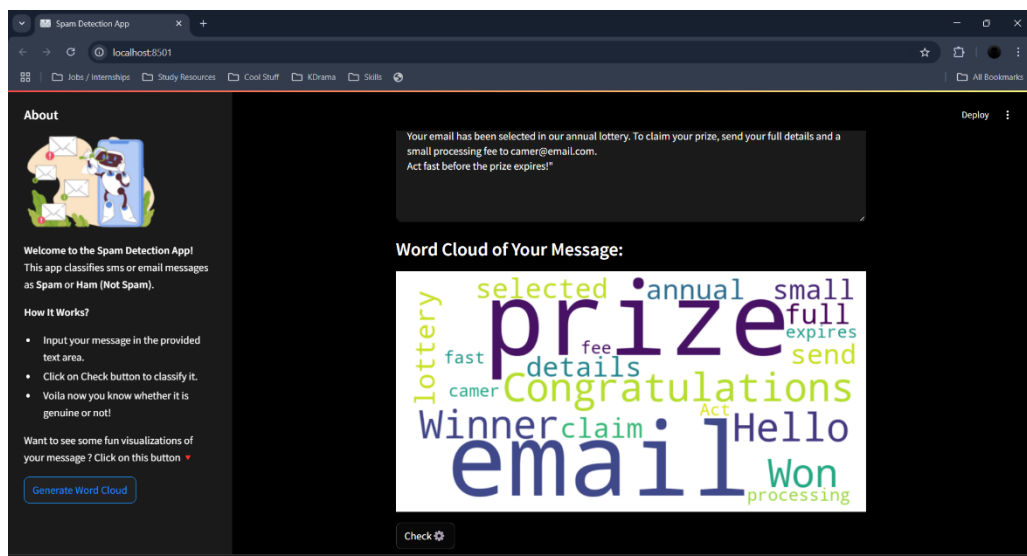 Spam Detection App
localhost:8501
Jobs / Internships Study Resources Cool Stuff KDrama Skills
All Bookmarks
About
Welcome to the Spam Detection App!
This app classifies sms or email messages
as Spam or Ham (Not Spam).
How It Works?
Input your message in the provided
text area.
Click on Check button to classify it.
Voila now you know whether it is
genuine or not!
Want to see some fun visualizations of
your message ? Click on this button
Generate Word Cloud
Deploy
Your email has been selected in our annual lottery. To claim your prize, send your full details and a
small processing fee to camer@email.com.
Act fast before the prize expires!"
Word Cloud of Your Message:
selected annual small
prize full
lottery expires
fast fee send
details
camer Congratulations
Act
Winner claim Hello
email Won
processing
Check